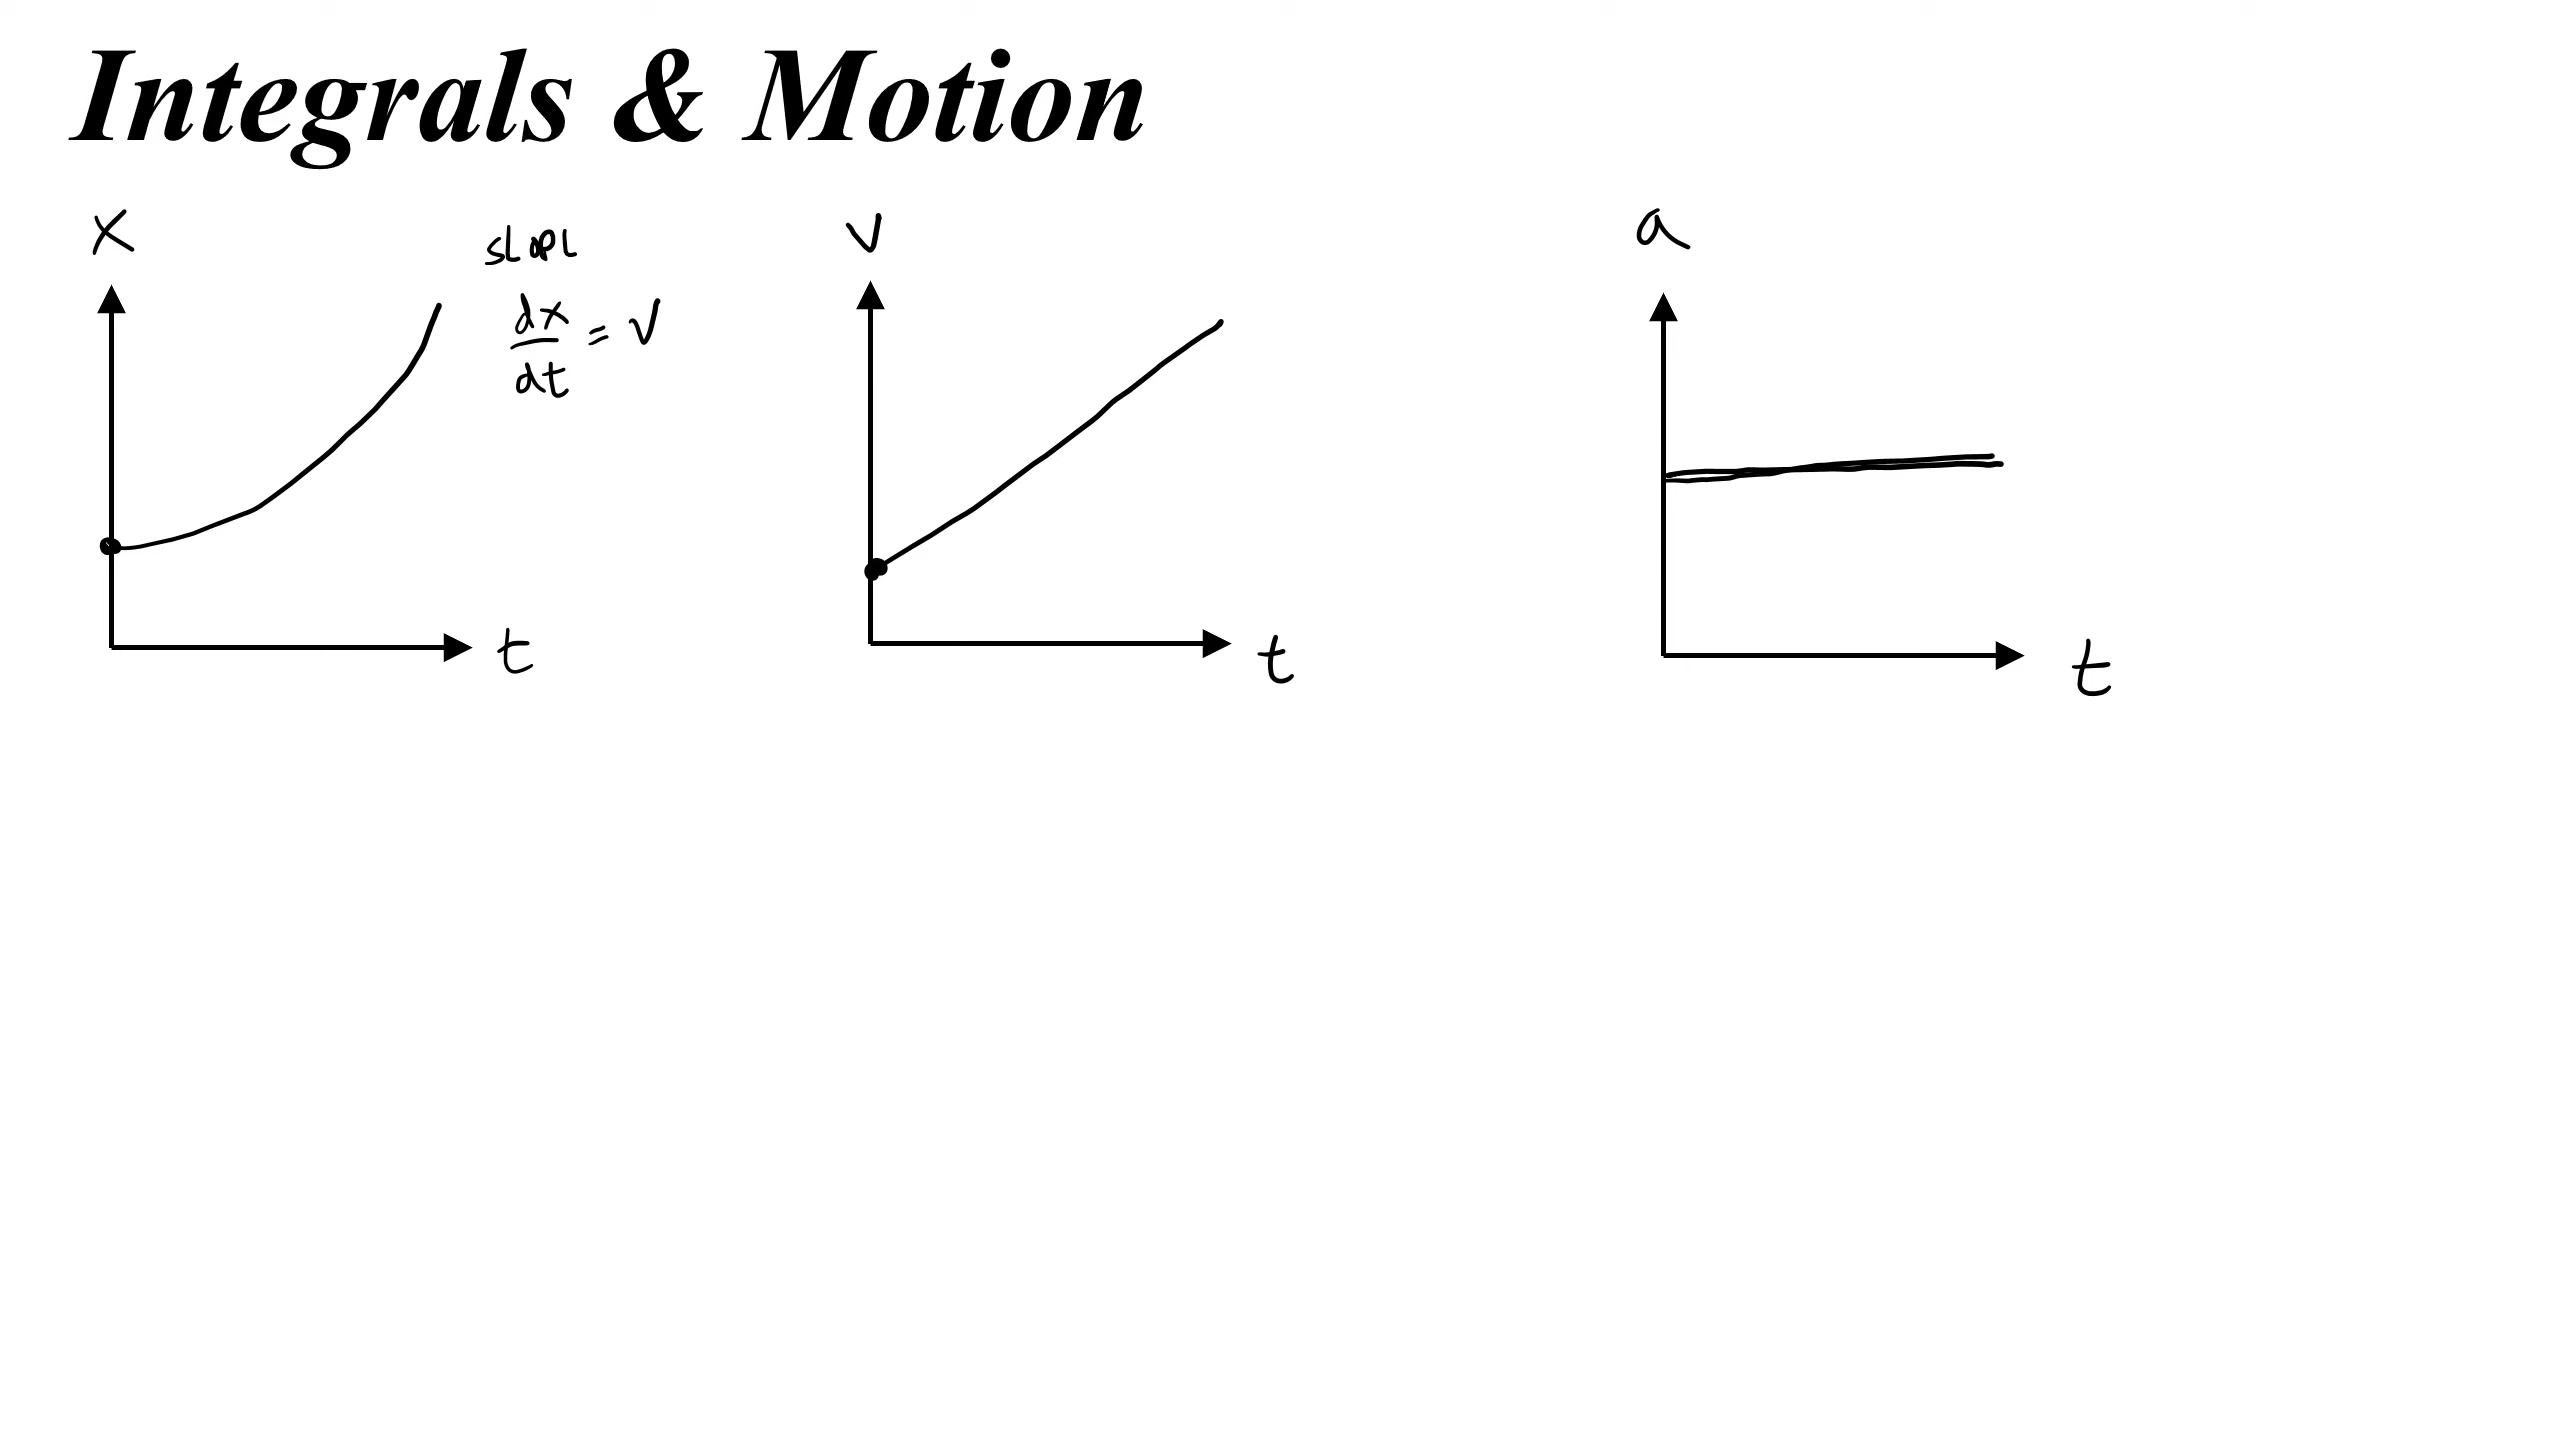 Integrals & Motion
x
slope
dx/dt = v
t
v
t
a
t